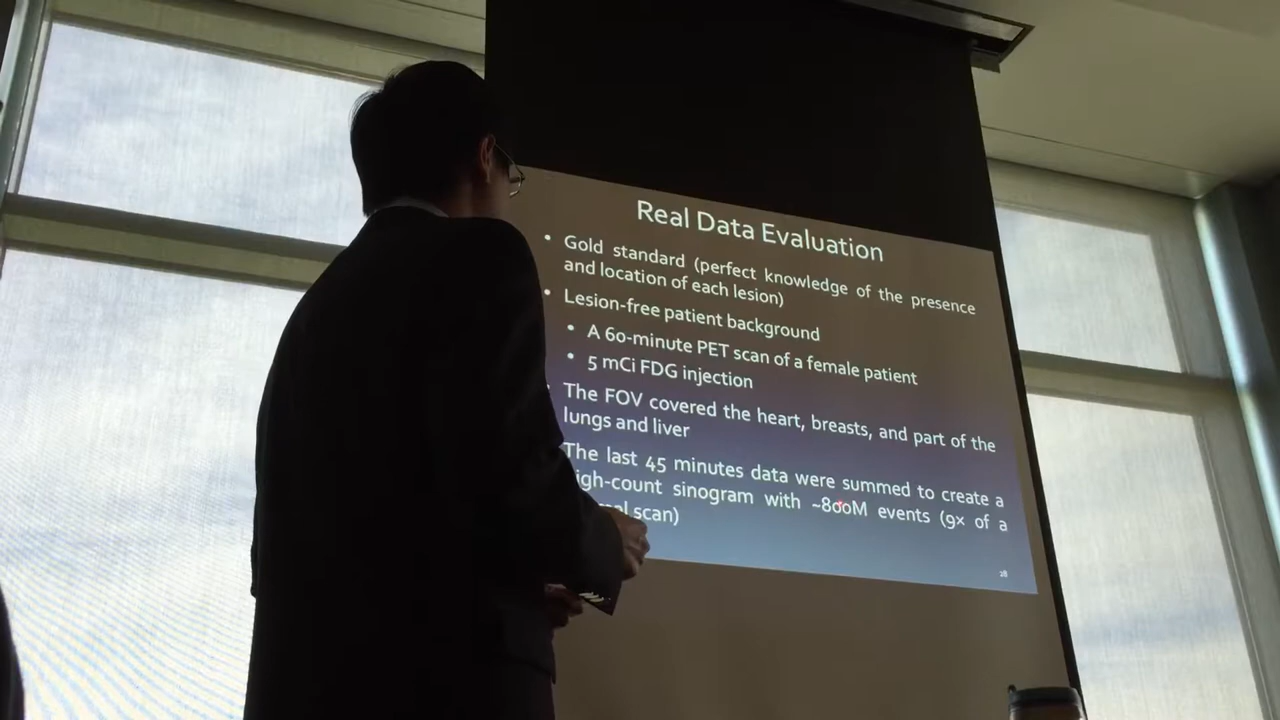 Real Data Evaluation
• Gold standard (perfect knowledge of the presence
and location of each lesion)
• Lesion-free patient background
• A 60-minute PET scan of a female patient
• 5 mCi FDG injection
The FOV covered the heart, breasts, and part of the
lungs and liver
The last 45 minutes data were summed to create a
igh-count sinogram with ~800M events (9× of a
scan)
28